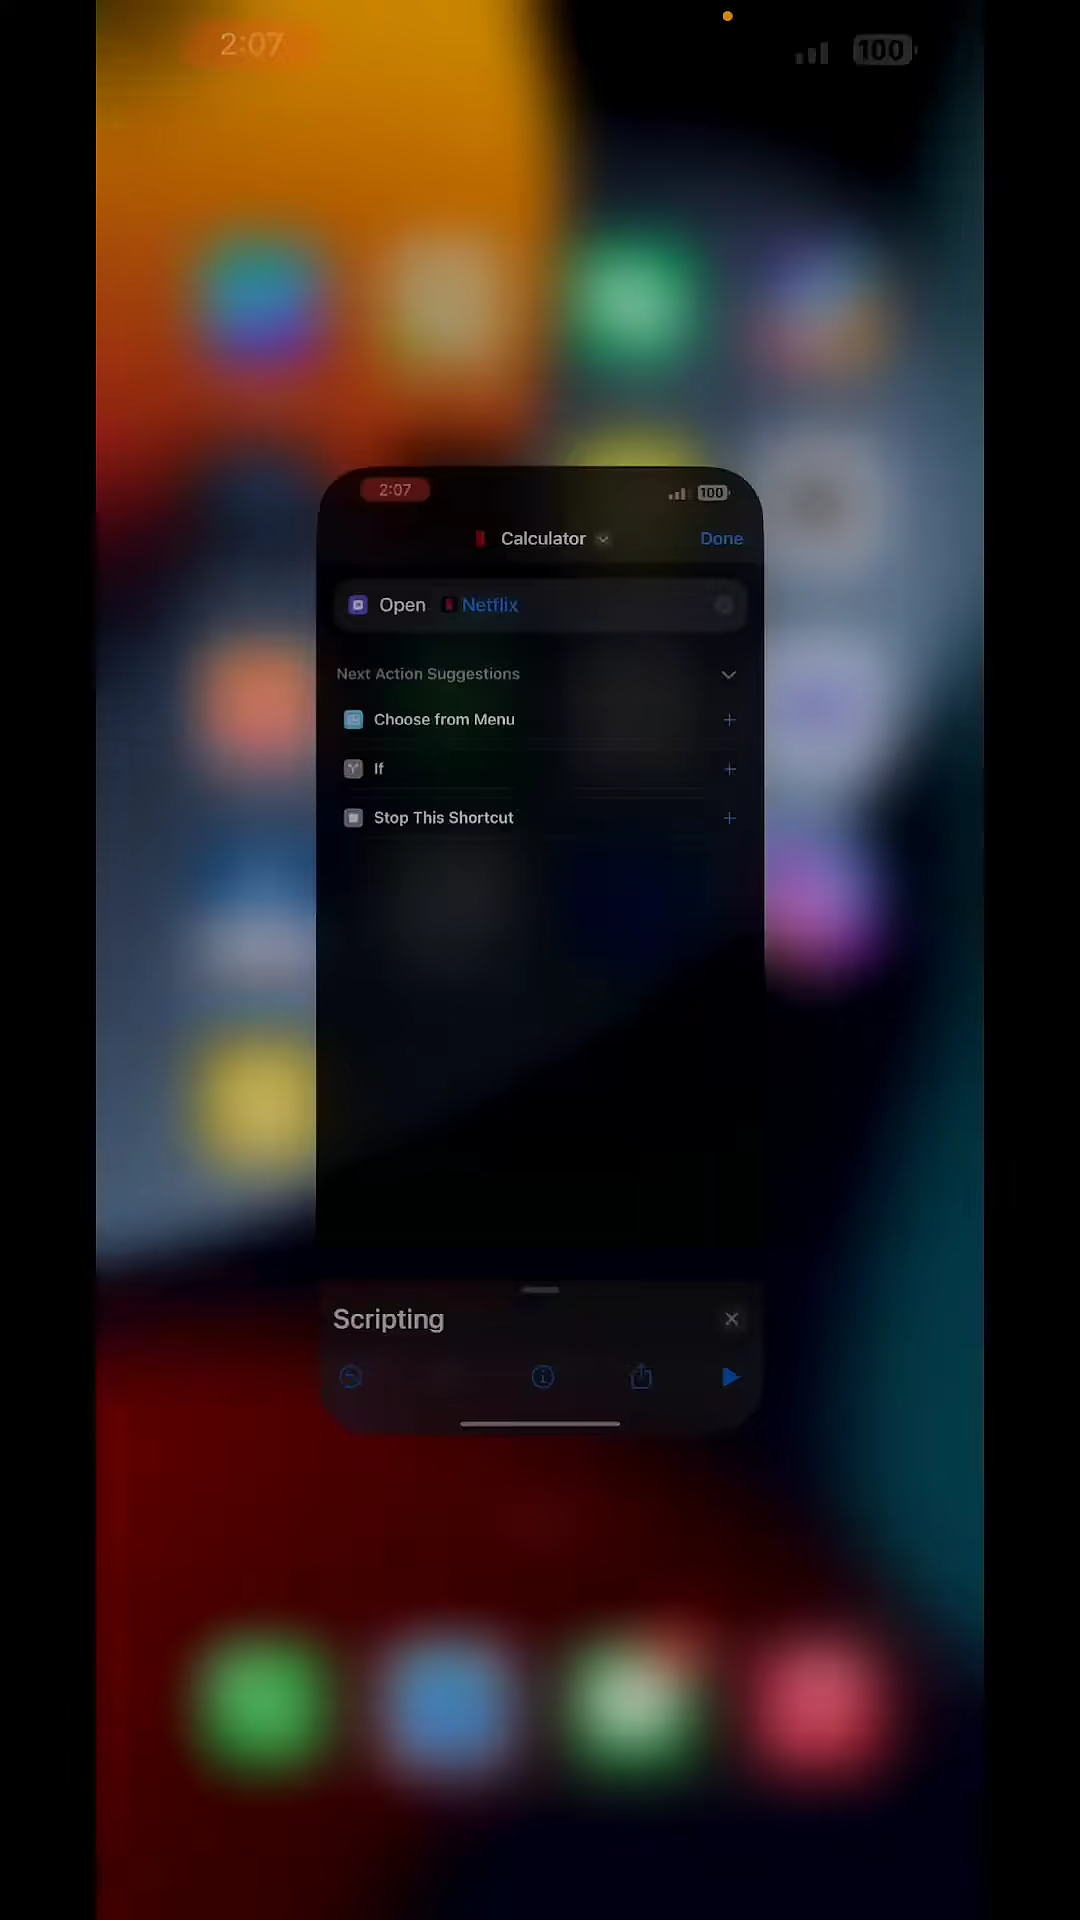 2:07
100
2:07
100
Calculator
Done
Open Netflix
Next Action Suggestions
Choose from Menu
If
Stop This Shortcut
Scripting